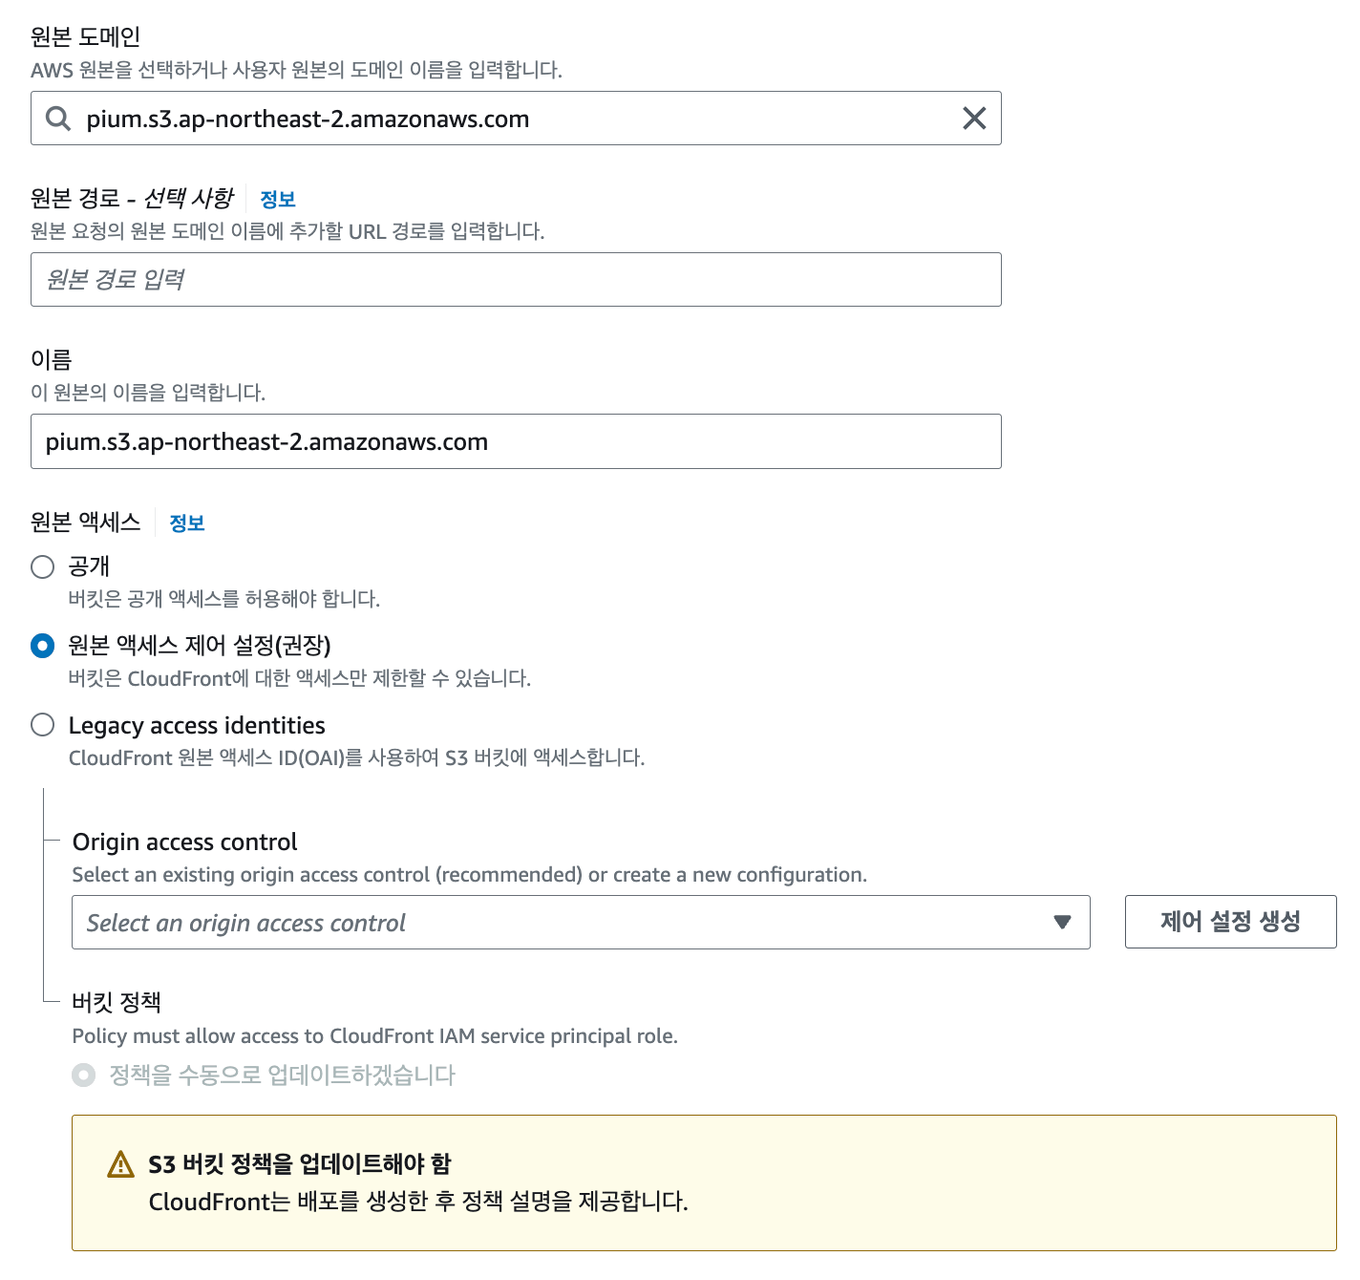 원본 도메인
AWS 원본을 선택하거나 사용자 원본의 도메인 이름을 입력합니다.
pium.s3.ap-northeast-2.amazonaws.com
원본 경로 - 선택 사항 정보
원본 요청의 원본 도메인 이름에 추가할 URL 경로를 입력합니다.
원본 경로 입력
이름
이 원본의 이름을 입력합니다.
pium.s3.ap-northeast-2.amazonaws.com
원본 액세스 정보
공개
버킷은 공개 액세스를 허용해야 합니다.
원본 액세스 제어 설정(권장)
버킷은 CloudFront에 대한 액세스만 제한할 수 있습니다.
Legacy access identities
CloudFront 원본 액세스 ID(OAI)를 사용하여 S3 버킷에 액세스합니다.
Origin access control
Select an existing origin access control (recommended) or create a new configuration.
Select an origin access control 제어 설정 생성
버킷 정책
Policy must allow access to CloudFront IAM service principal role.
정책을 수동으로 업데이트하겠습니다
S3 버킷 정책을 업데이트해야 함
CloudFront는 배포를 생성한 후 정책 설명을 제공합니다.